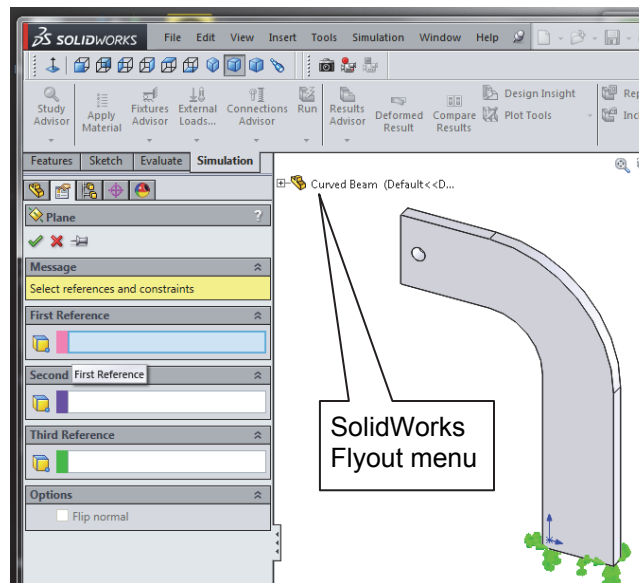 SOLIDWORKS File Edit View Insert Tools Simulation Window Help
Study Advisor
Apply Material
Fixtures Advisor
External Loads...
Connections Advisor
Run
Results Advisor
Deformed Result
Compare Results
Design Insight
Plot Tools
Rep
Inc
Features Sketch Evaluate Simulation
Curved Beam (Default<<D...
Plane ?
Message
Select references and constraints
First Reference
Second
First Reference
Third Reference
Options
Flip normal
SolidWorks
Flyout menu